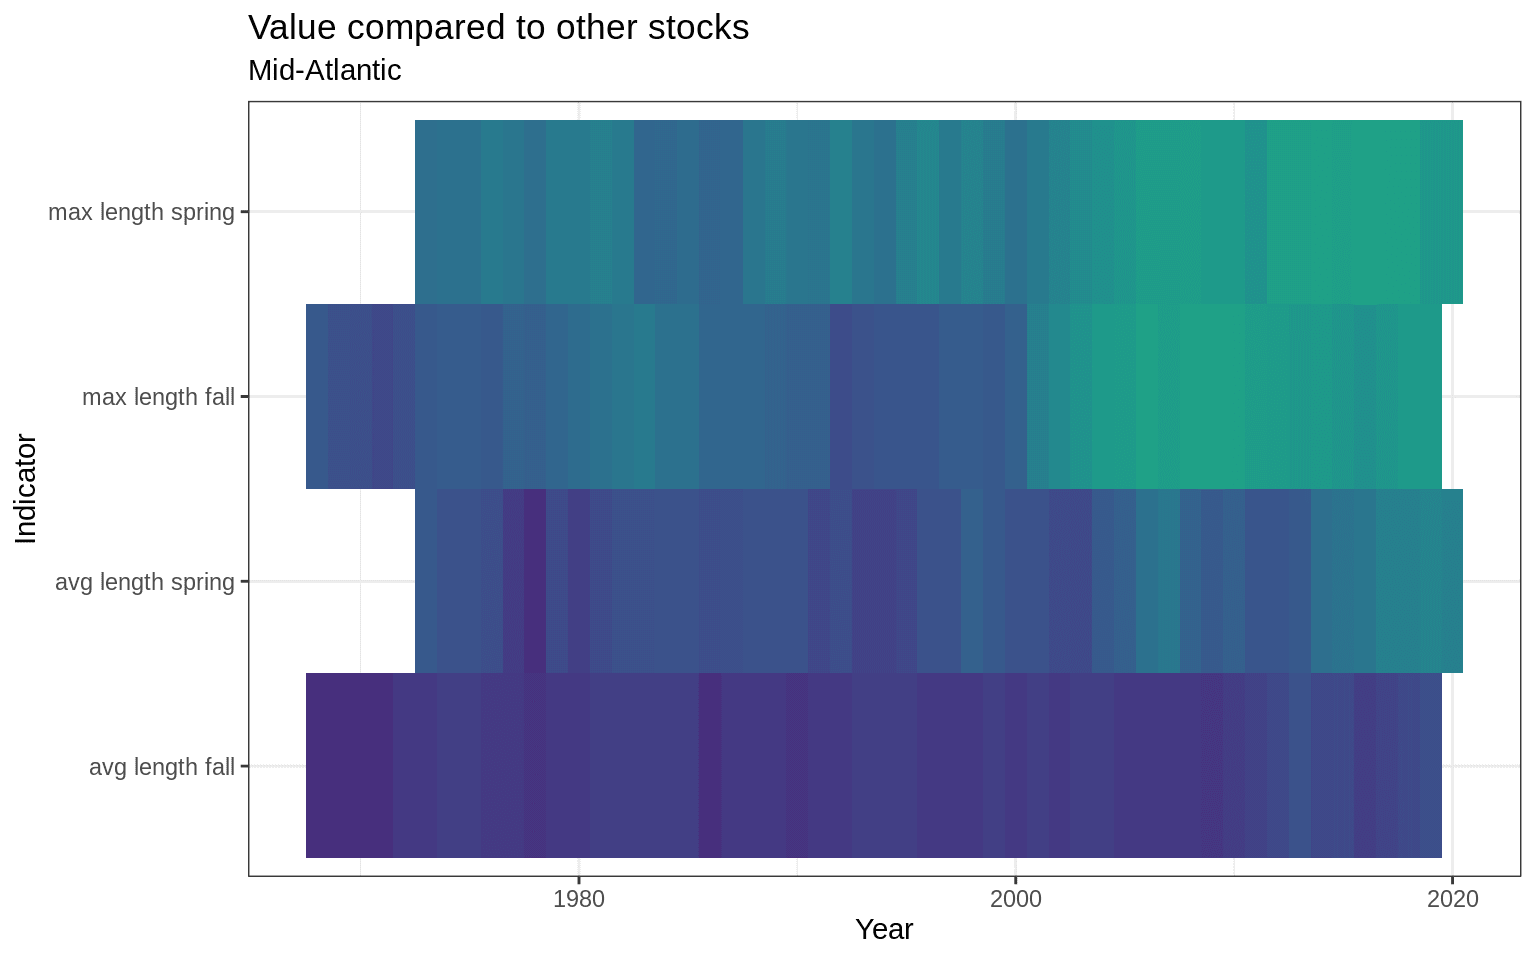 Value compared to other stocks
Mid-Atlantic
max length spring
max length fall
avg length spring
avg length fall
Indicator
1980
2000
2020
Year